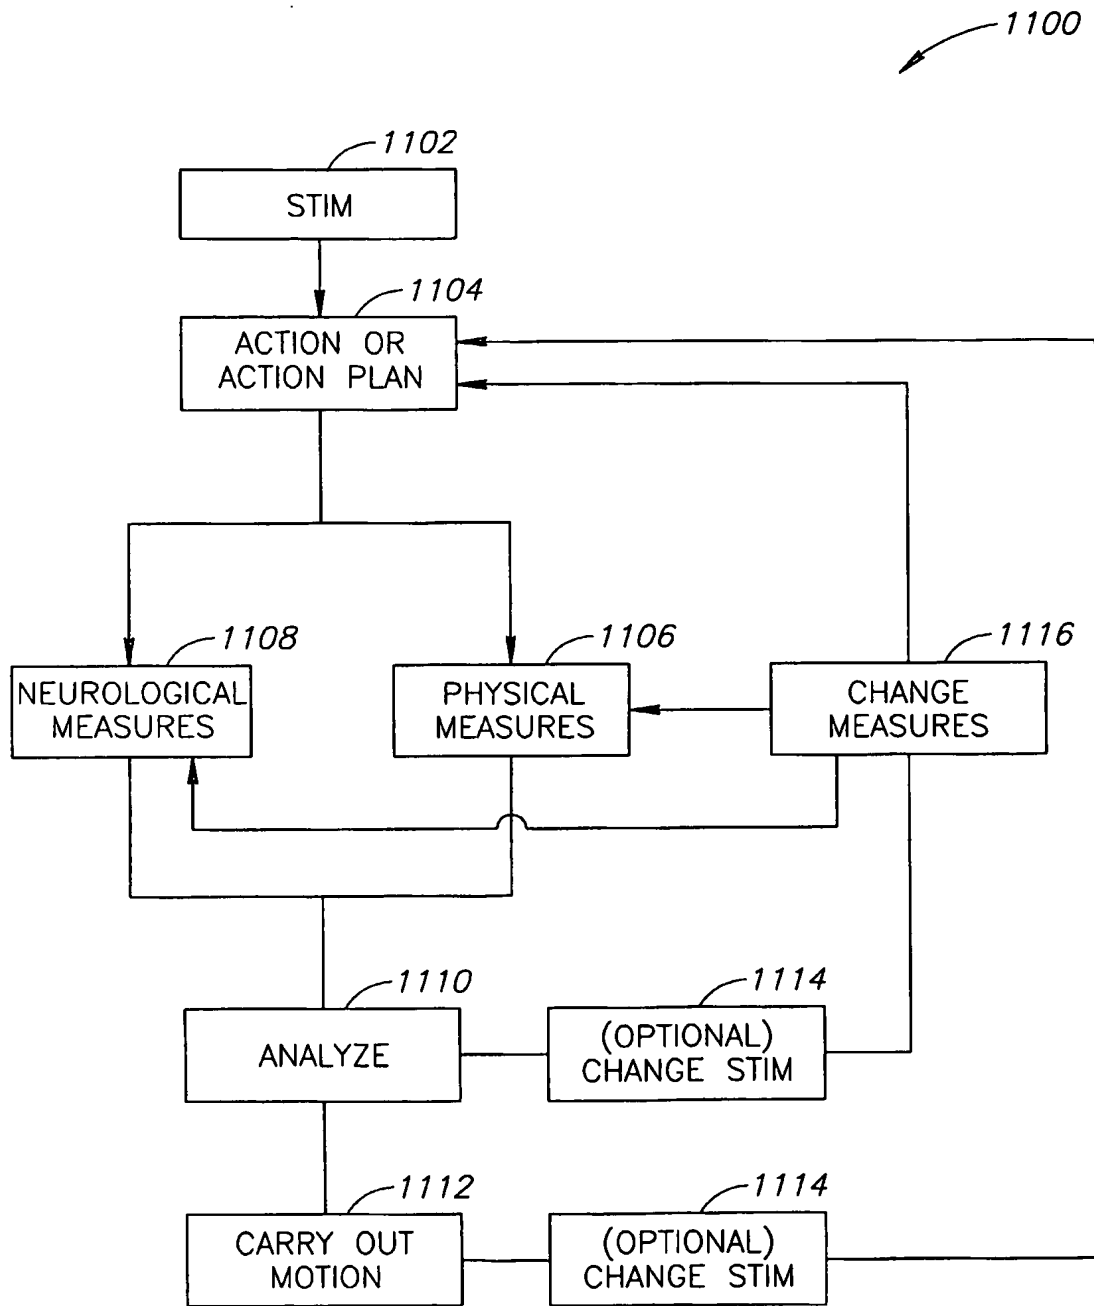 1100
1102
STIM
1104
ACTION OR
ACTION PLAN
1108
NEUROLOGICAL
MEASURES
1106
PHYSICAL
MEASURES
1116
CHANGE
MEASURES
1110
ANALYZE
1114
(OPTIONAL)
CHANGE STIM
1112
CARRY OUT
MOTION
1114
(OPTIONAL)
CHANGE STIM